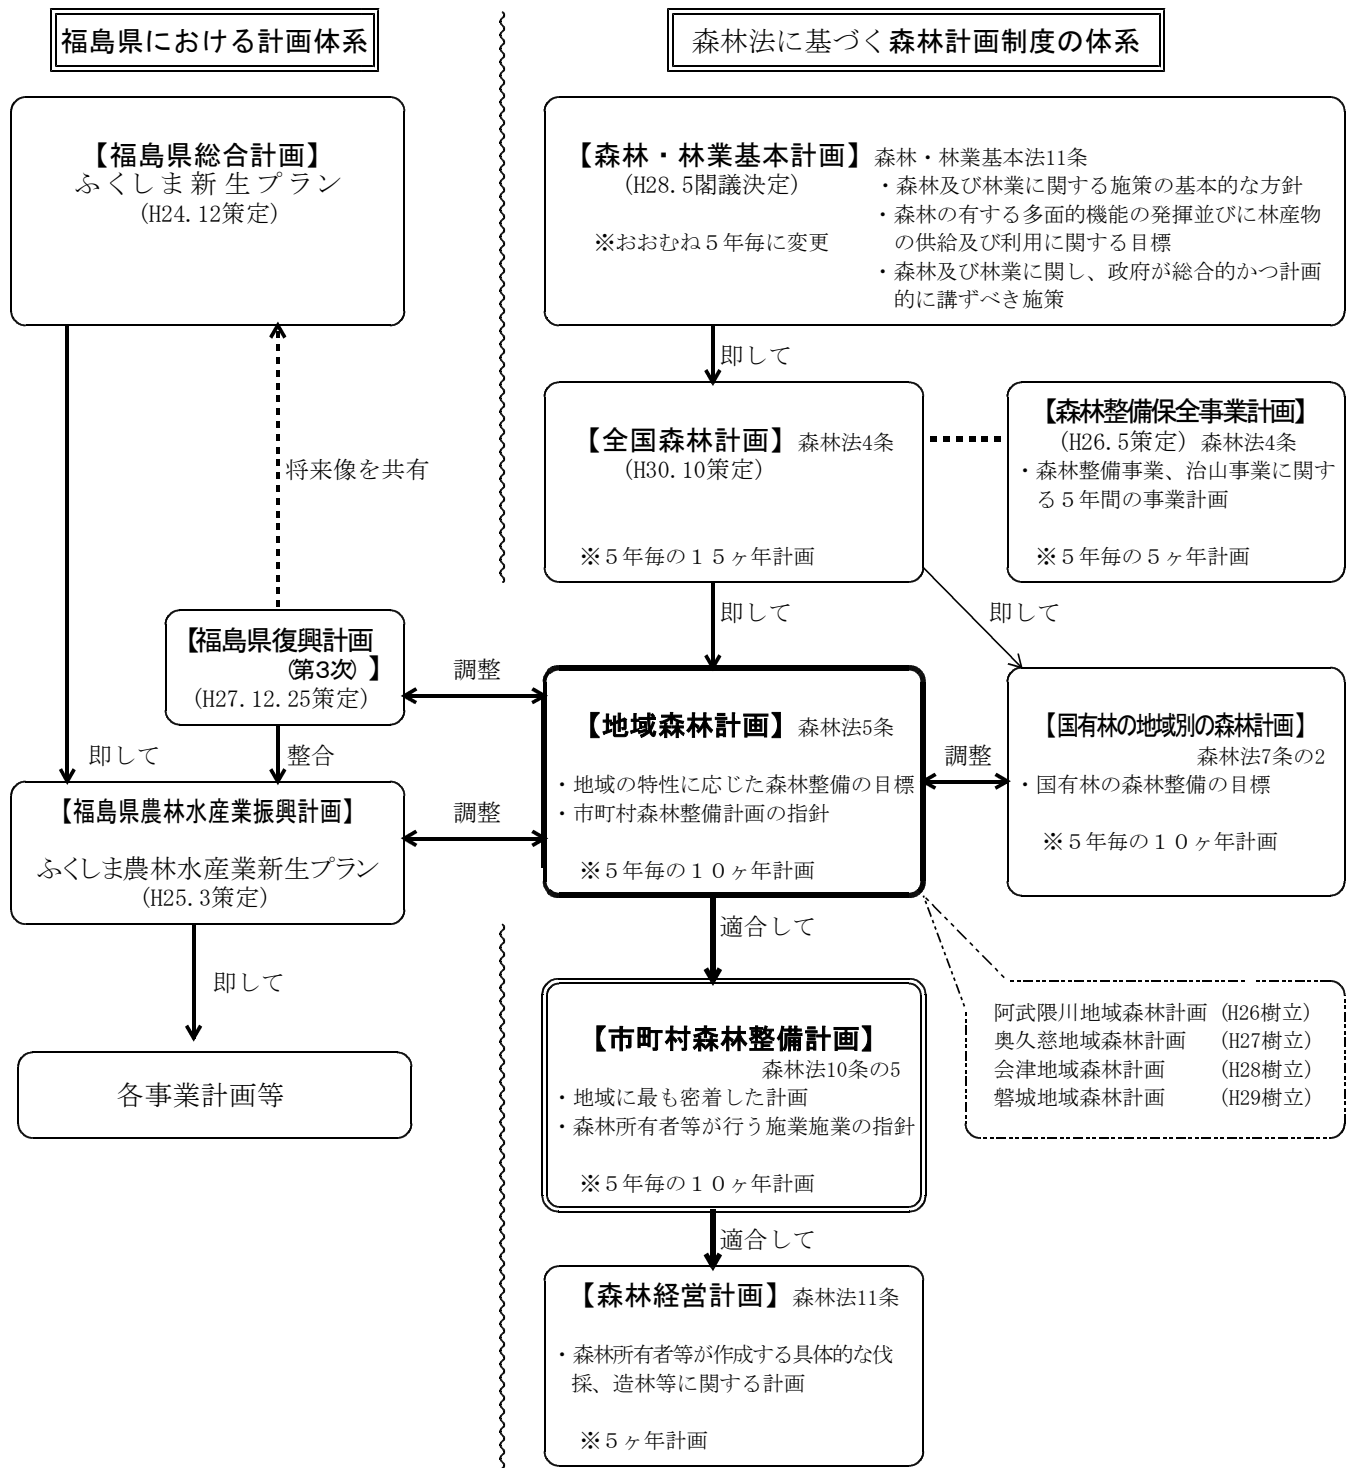 福島県における計画体系
【福島県総合計画】
ふくしま新生プラン
(H24.12策定)
将来像を共有
【福島県復興計画
(第3次) 】
(H27.12.25策定)
即して
整合
【福島県農林水産業振興計画】
ふくしま農林水産業新生プラン
(H25.3策定)
即して
各事業計画等
調整
調整
森林法に基づく森林計画制度の体系
【森林・林業基本計画】 森林・林業基本法11条
(H28.5閣議決定)
※おおむね5年毎に変更
・森林及び林業に関する施策の基本的な方針
・森林の有する多面的機能の発揮並びに林産物
の供給及び利用に関する目標
・森林及び林業に関し、政府が総合的かつ計画
的に講ずべき施策
即して
【全国森林計画】 森林法4条
(H30.10策定)
※5年毎の15ヶ年計画
【森林整備保全事業計画】
(H26.5策定) 森林法4条
・森林整備事業、治山事業に関す
る5年間の事業計画
※5年毎の5ヶ年計画
即して
即して
【地域森林計画】 森林法5条
・地域の特性に応じた森林整備の目標
・市町村森林整備計画の指針
※5年毎の10ヶ年計画
調整
【国有林の地域別の森林計画】
森林法7条の2
・国有林の森林整備の目標
※5年毎の10ヶ年計画
適合して
阿武隈川地域森林計画 (H26樹立)
奥久慈地域森林計画 (H27樹立)
会津地域森林計画 (H28樹立)
磐城地域森林計画 (H29樹立)
【市町村森林整備計画】
森林法10条の5
・地域に最も密着した計画
・森林所有者等が行う施業施業の指針
※5年毎の10ヶ年計画
適合して
【森林経営計画】 森林法11条
・森林所有者等が作成する具体的な伐
採、造林等に関する計画
※5ヶ年計画